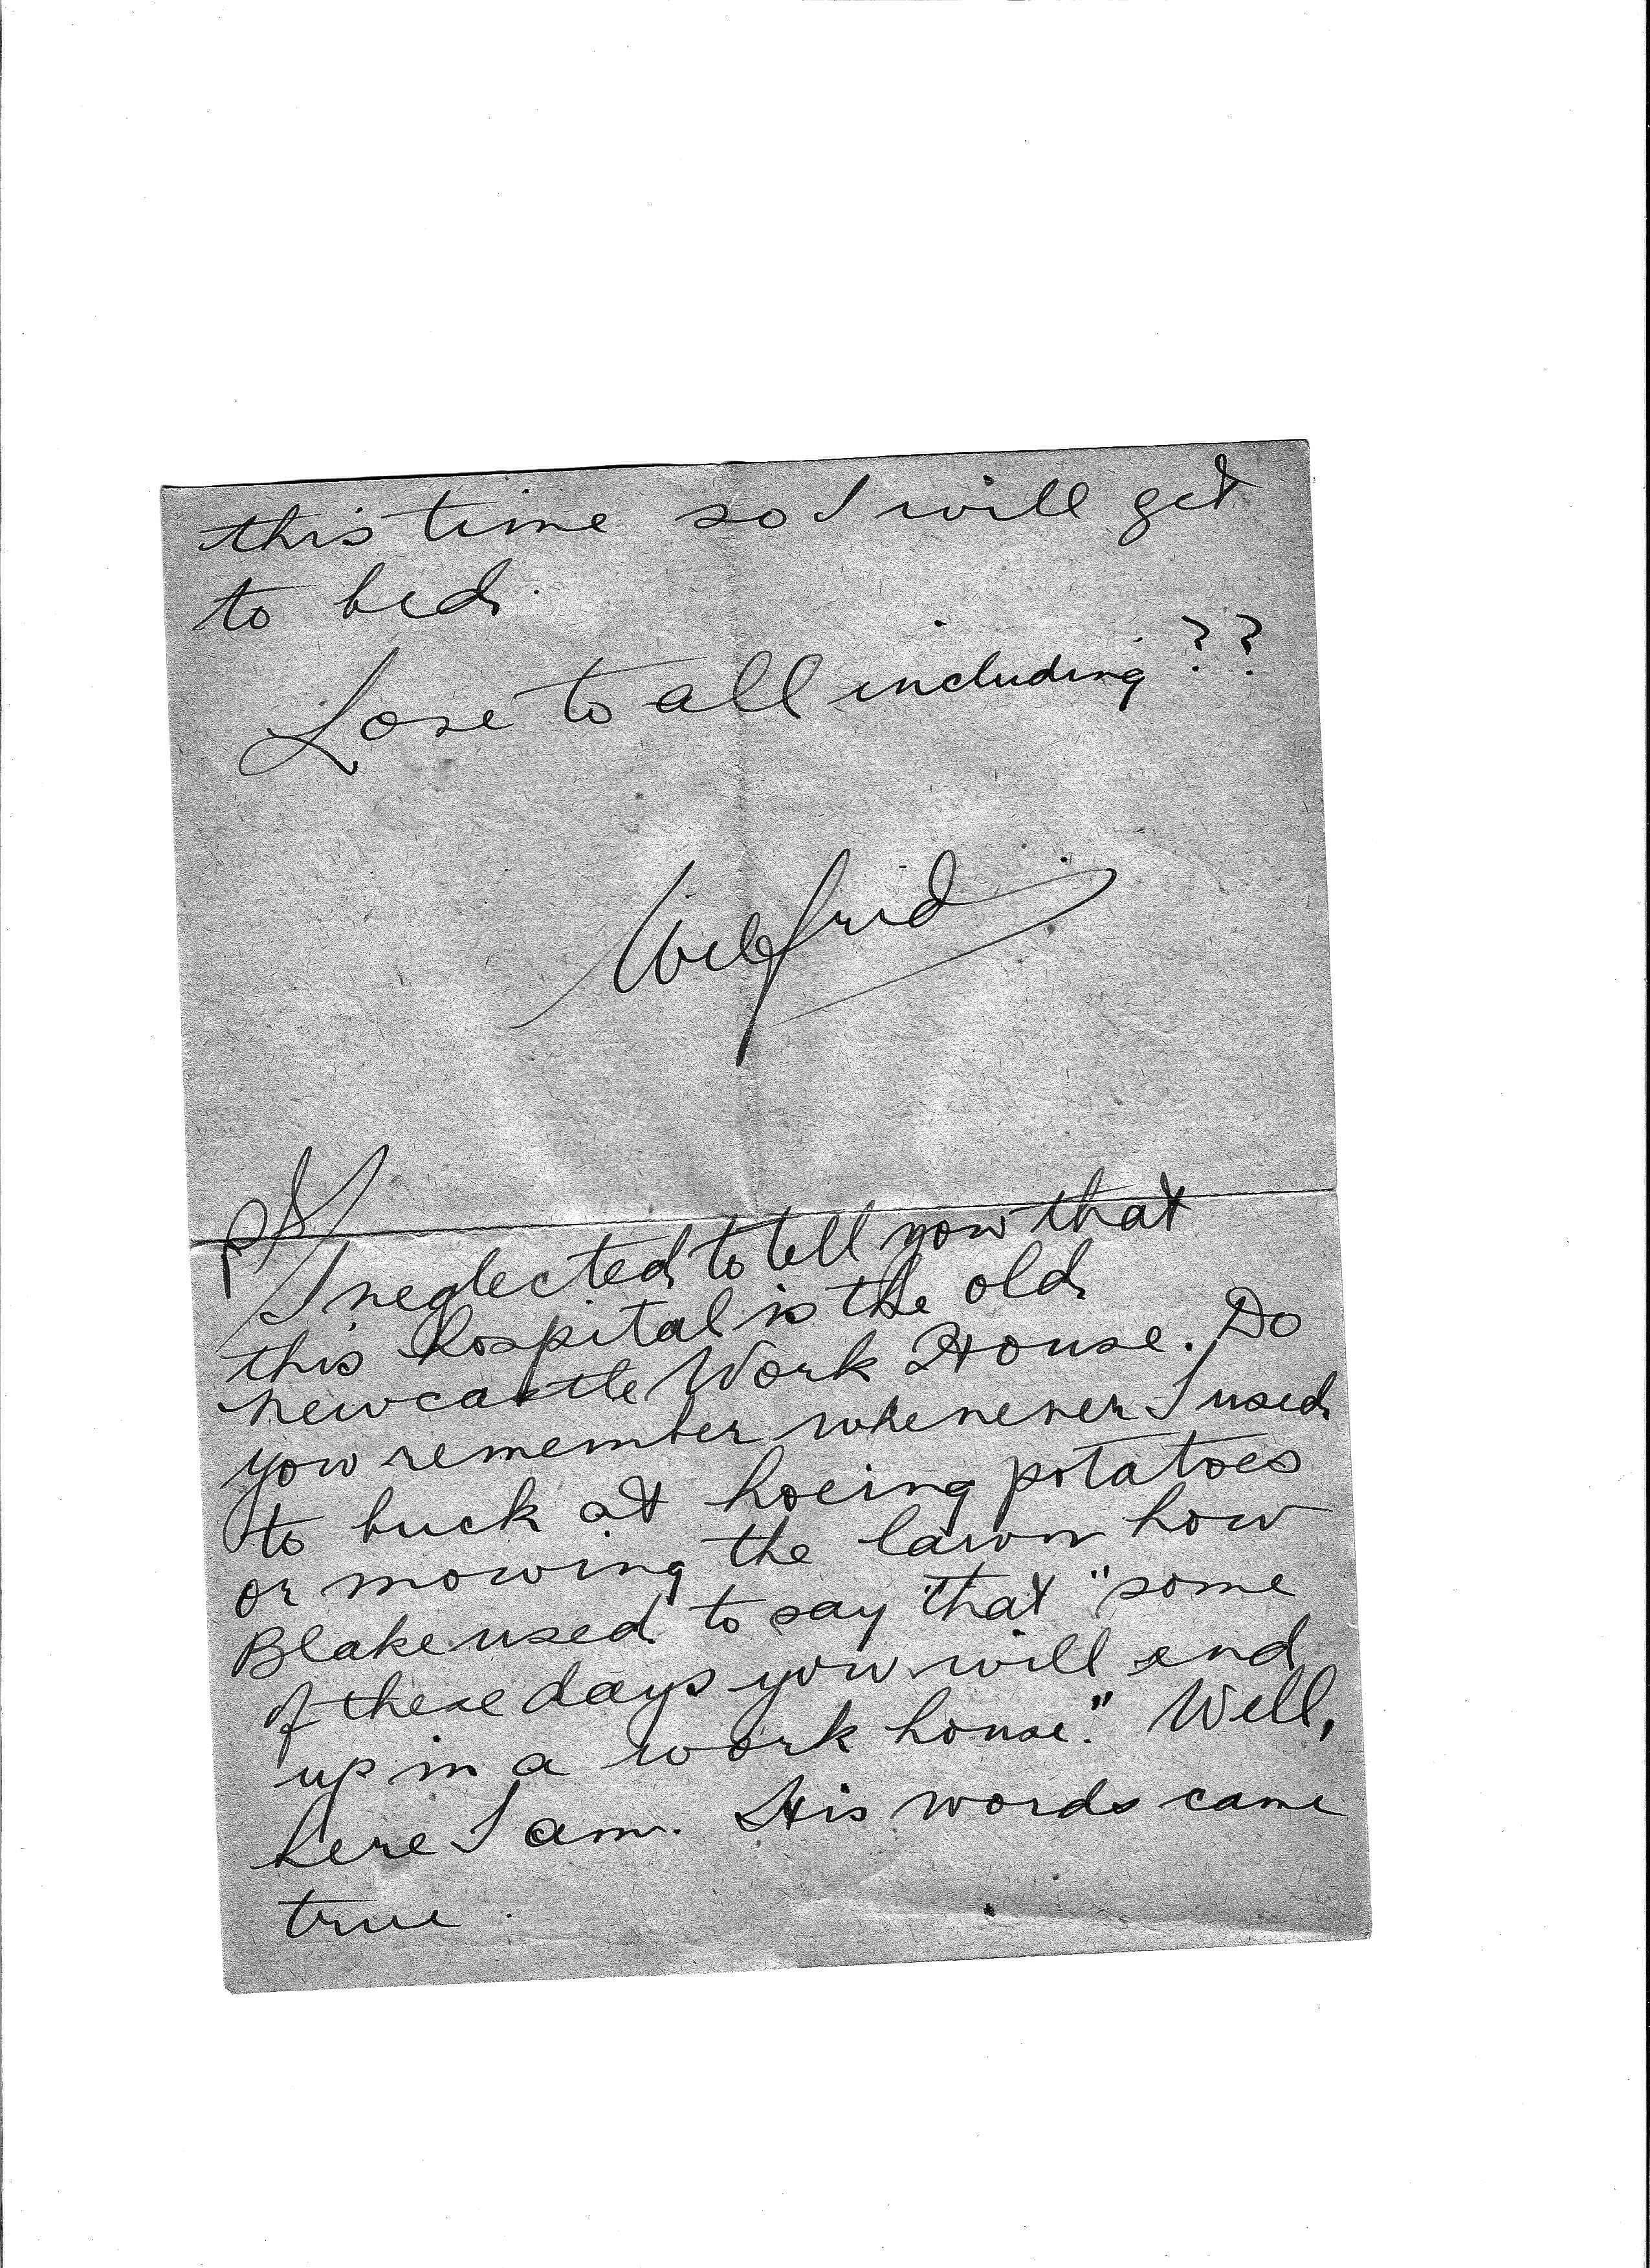 this time so I will get
to bed.
Love to all including ??
Wilfrid
PS
I neglected to tell you that
this hospital is the old
newcastle Work House. Do
you remember whenever I used
to buck at hoeing potatoes
or mowing the lawn how
Blake used to say that "some
of these days you will end
up in a work house." Well,
here I am. His words came
true.